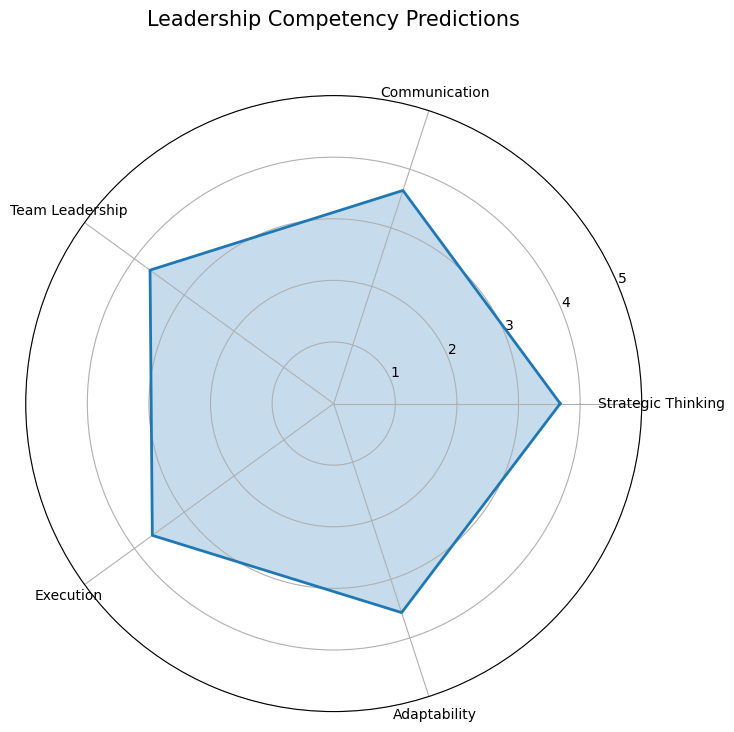 Leadership Competency Predictions
Communication
Team Leadership
5
4
3
2
1
Strategic Thinking
Execution
Adaptability